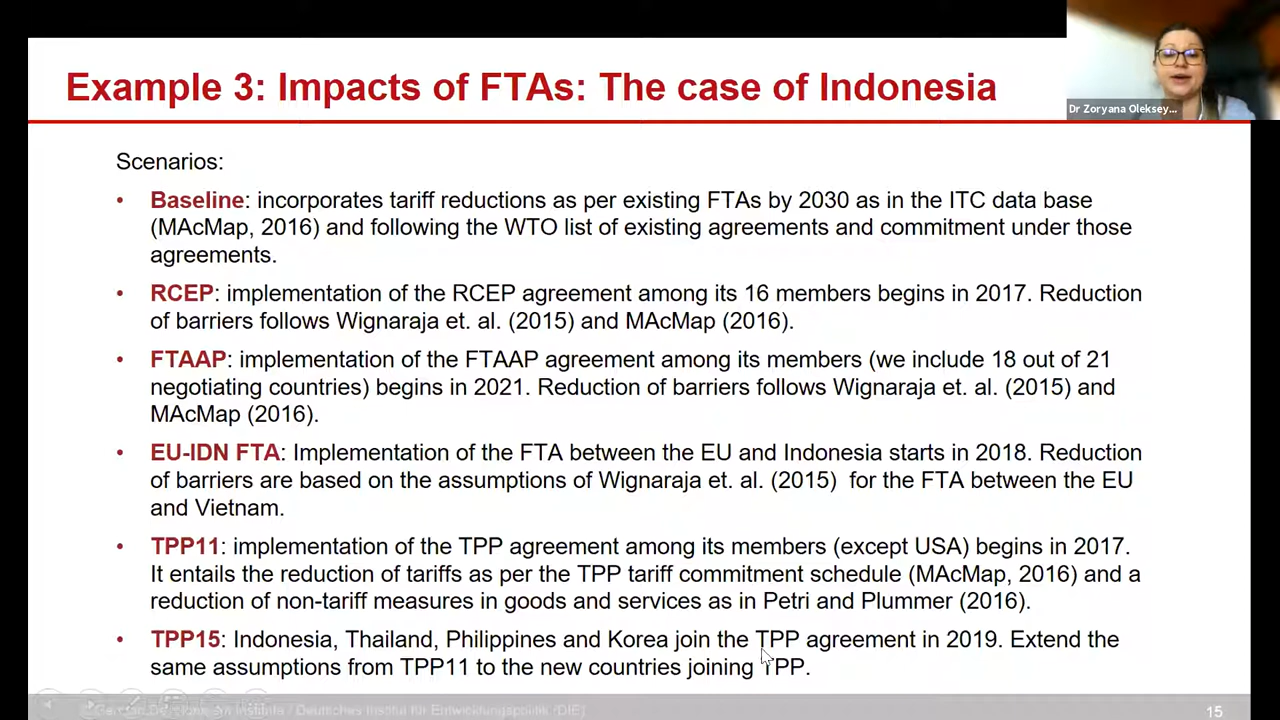 Example 3: Impacts of FTAs: The case of Indonesia
Dr Zoryana Oleksey...
Scenarios:
• Baseline: incorporates tariff reductions as per existing FTAs by 2030 as in the ITC data base
(MAcMap, 2016) and following the WTO list of existing agreements and commitment under those
agreements.
• RCEP: implementation of the RCEP agreement among its 16 members begins in 2017. Reduction
of barriers follows Wignaraja et. al. (2015) and MAcMap (2016).
• FTAAP: implementation of the FTAAP agreement among its members (we include 18 out of 21
negotiating countries) begins in 2021. Reduction of barriers follows Wignaraja et. al. (2015) and
MAcMap (2016).
• EU-IDN FTA: Implementation of the FTA between the EU and Indonesia starts in 2018. Reduction
of barriers are based on the assumptions of Wignaraja et. al. (2015) for the FTA between the EU
and Vietnam.
• TPP11: implementation of the TPP agreement among its members (except USA) begins in 2017.
It entails the reduction of tariffs as per the TPP tariff commitment schedule (MAcMap, 2016) and a
reduction of non-tariff measures in goods and services as in Petri and Plummer (2016).
• TPP15: Indonesia, Thailand, Philippines and Korea join the TPP agreement in 2019. Extend the
same assumptions from TPP11 to the new countries joining TPP.
Institute / Deutsches Institut für Entwicklungspolitik (DIE)
15